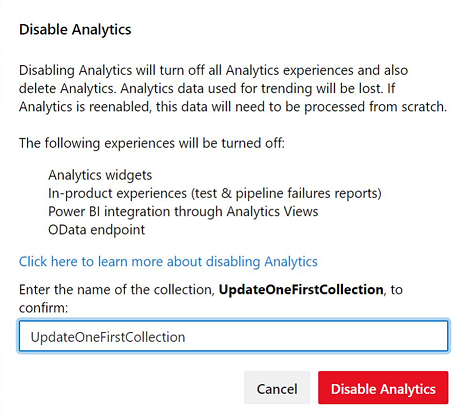 Disable Analytics
Disabling Analytics will turn off all Analytics experiences and also
delete Analytics. Analytics data used for trending will be lost. If
Analytics is reenabled, this data will need to be processed from scratch.
The following experiences will be turned off:
Analytics widgets
In-product experiences (test & pipeline failures reports)
Power BI integration through Analytics Views
OData endpoint
Click here to learn more about disabling Analytics
Enter the name of the collection, UpdateOneFirstCollection, to
confirm:
UpdateOneFirstCollection
Cancel
Disable Analytics